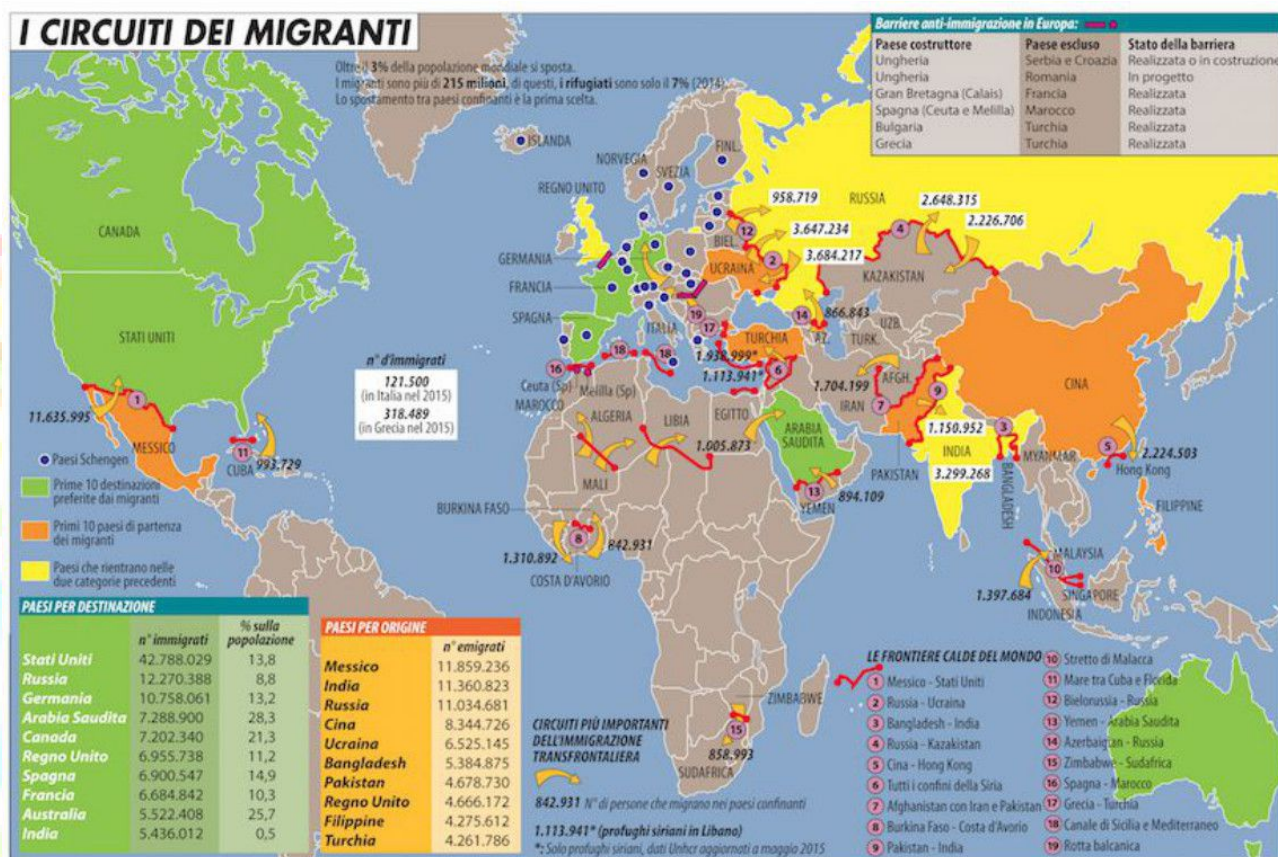 I CIRCUITI DEI MIGRANTI
Oltre il 3% della popolazione mondiale si sposta.
I migranti sono più di 215 milioni, di questi, i rifugiati sono solo il 7% (2014).
Lo spostamento tra paesi confinanti è la prima scelta.
Barriere anti-immigrazione in Europa:
Paese costruttore Paese escluso Stato della barriera
Ungheria Serbia e Croazia Realizzata o in costruzione
Ungheria Romania In progetto
Gran Bretagna (Calais) Francia Realizzata
Spagna (Ceuta e Melilla) Marocco Realizzata
Bulgaria Turchia Realizzata
Grecia Turchia Realizzata
ISLANDA
NORVEGIA
FINL.
SVEZIA
REGNO UNITO
RUSSIA
CANADA
958.719
2.648.315
2.226.706
12
3.647.234
4
BIEL.
GERMANIA
UCRAINA
2
3.684.217
KAZAKISTAN
FRANCIA
STATI UNITI
SPAGNA
ITALIA
19
17
14
866.843
AZ.
UZB.
TURK.
TURCHIA
n° d'immigrati
121.500
(in Italia nel 2015)
318.489
(in Grecia nel 2015)
16
18
18
1.938.999*
1.113.941*
6
Ceuta (Sp)
Melilla (Sp)
MAROCCO
ALGERIA
LIBIA
EGITTO
ARABIA
SAUDITA
1.704.199
AFGH.
IRAN
7
9
CINA
11.635.995
1
MESSICO
11
CUBA
993.729
1.005.873
PAKISTAN
1.150.952
INDIA
3.299.268
3
BANGLADESH
MYANMAR
5
Hong Kong
2.224.503
FILIPPINE
MALI
13
YEMEN
894.109
BURKINA FASO
8
1.310.892
842.931
COSTA D'AVORIO
MALAYSIA
10
SINGAPORE
1.397.684
INDONESIA
ZIMBABWE
15
858.993
SUDAFRICA
Paesi Schengen
Prime 10 destinazioni
preferite dai migranti
Primi 10 paesi di partenza
dei migranti
Paesi che rientrano nelle
due categorie precedenti
PAESI PER DESTINAZIONE
n° immigrati % sulla popolazione
Stati Uniti 42.788.029 13,8
Russia 12.270.388 8,8
Germania 10.758.061 13,2
Arabia Saudita 7.288.900 28,3
Canada 7.202.340 21,3
Regno Unito 6.955.738 11,2
Spagna 6.900.547 14,9
Francia 6.684.842 10,3
Australia 5.522.408 25,7
India 5.436.012 0,5
PAESI PER ORIGINE
n° emigrati
Messico 11.859.236
India 11.360.823
Russia 11.034.681
Cina 8.344.726
Ucraina 6.525.145
Bangladesh 5.384.875
Pakistan 4.678.730
Regno Unito 4.666.172
Filippine 4.275.612
Turchia 4.261.786
CIRCUITI PIÙ IMPORTANTI
DELL'IMMIGRAZIONE
TRANSFRONTALIERA
842.931 N° di persone che migrano nei paesi confinanti
1.113.941* (profughi siriani in Libano)
*: Solo profughi siriani, dati Unhcr aggiornati a maggio 2015
LE FRONTIERE CALDE DEL MONDO
1 Messico - Stati Uniti
2 Russia - Ucraina
3 Bangladesh - India
4 Russia - Kazakistan
5 Cina - Hong Kong
6 Tutti i confini della Siria
7 Afghanistan con Iran e Pakistan
8 Burkina Faso - Costa d'Avorio
9 Pakistan - India
10 Stretto di Malacca
11 Mare tra Cuba e Florida
12 Bielorussia - Russia
13 Yemen - Arabia Saudita
14 Azerbaigian - Russia
15 Zimbabwe - Sudafrica
16 Spagna - Marocco
17 Grecia - Turchia
18 Canale di Sicilia e Mediterraneo
19 Rotta balcanica